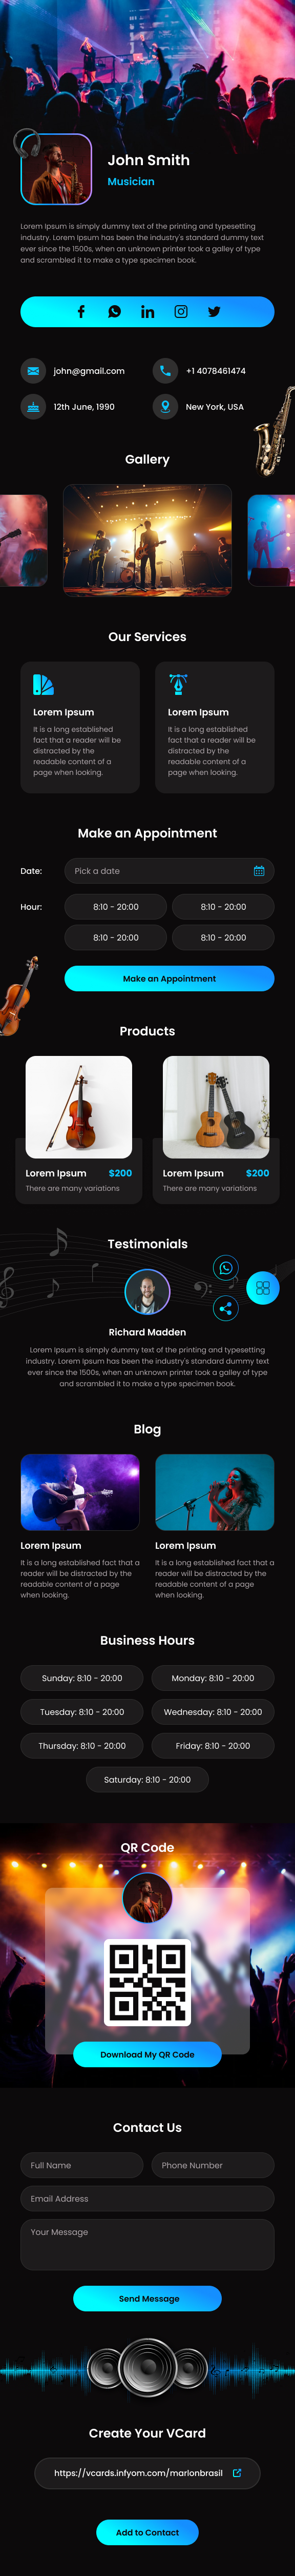 John Smith
Musician
Lorem Ipsum is simply dummy text of the printing and typesetting
industry. Lorem Ipsum has been the industry's standard dummy text
ever since the 1500s, when an unknown printer took a galley of type
and scrambled it to make a type specimen book.
john@gmail.com
+1 4078461474
12th June, 1990
New York, USA
Gallery
Our Services
Lorem Ipsum
It is a long established
fact that a reader will be
distracted by the
readable content of a
page when looking.
Lorem Ipsum
It is a long established
fact that a reader will be
distracted by the
readable content of a
page when looking.
Make an Appointment
Date:
Pick a date
Hour:
8:10 - 20:00
8:10 - 20:00
8:10 - 20:00
8:10 - 20:00
Make an Appointment
Products
Lorem Ipsum $200
There are many variations
Lorem Ipsum $200
There are many variations
Testimonials
Richard Madden
Lorem Ipsum is simply dummy text of the printing and typesetting
industry. Lorem Ipsum has been the industry's standard dummy text
ever since the 1500s, when an unknown printer took a galley of type
and scrambled it to make a type specimen book.
Blog
Lorem Ipsum
It is a long established fact that a
reader will be distracted by the
readable content of a page
when looking.
Lorem Ipsum
It is a long established fact that a
reader will be distracted by the
readable content of a page
when looking.
Business Hours
Sunday: 8:10 - 20:00
Monday: 8:10 - 20:00
Tuesday: 8:10 - 20:00
Wednesday: 8:10 - 20:00
Thursday: 8:10 - 20:00
Friday: 8:10 - 20:00
Saturday: 8:10 - 20:00
QR Code
Download My QR Code
Contact Us
Full Name
Phone Number
Email Address
Your Message
Send Message
Create Your VCard
https://vcards.infyom.com/marlonbrasil
Add to Contact